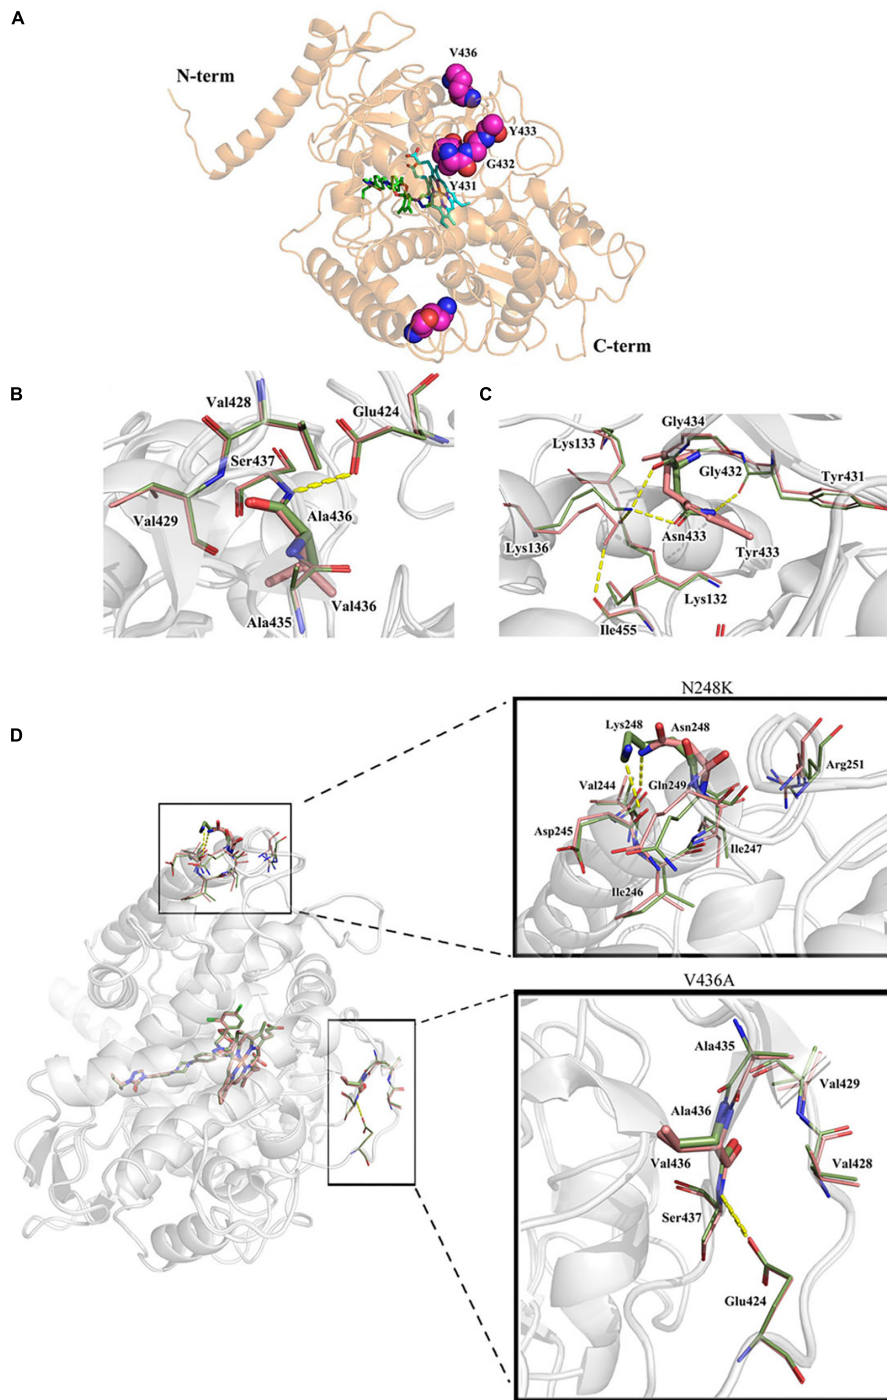 A
V436
N-term
Y433
G432
Y431
C-term
B
Val428
Glu424
Ser437
Val429
Ala436
Val436
Ala435
C
Gly434
Lys133
Gly432
Tyr431
Asn433
Lys136
Tyr433
Lys132
Ile455
N248K
D
Lys248
Asn248
Arg251
Val244
Gln249
Asp245
Ile247
Ile246
V436A
Ala435
Val429
Ala436
Val436
Val428
Ser437
Glu424